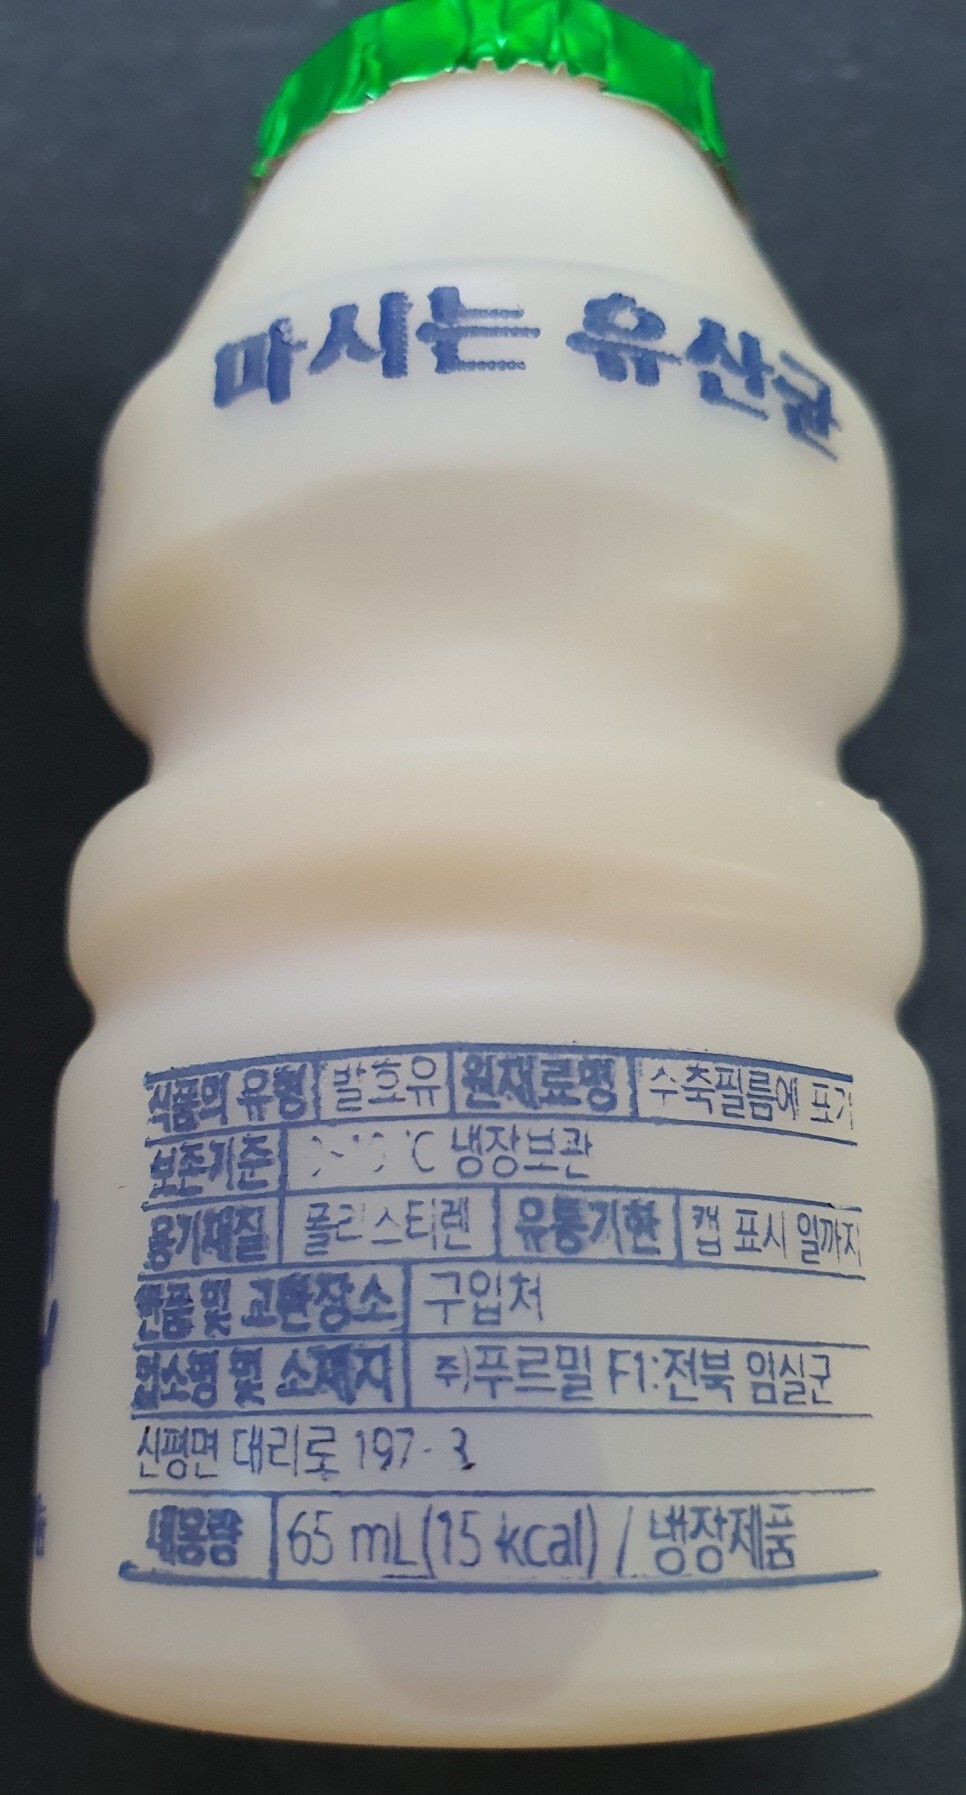 마시는 유산균
식품의 유형 발효유 원재료명 수축필름에 표기
보존기준 0~10℃ 냉장보관
용기재질 폴리스티렌 유통기한 캡 표시 일까지
반품 및 교환장소 구입처
업소명 및 소재지 ㈜푸르밀 F1:전북 임실군
신평면 대리로 197-3
내용량 65 mL(15 kcal) / 냉장제품